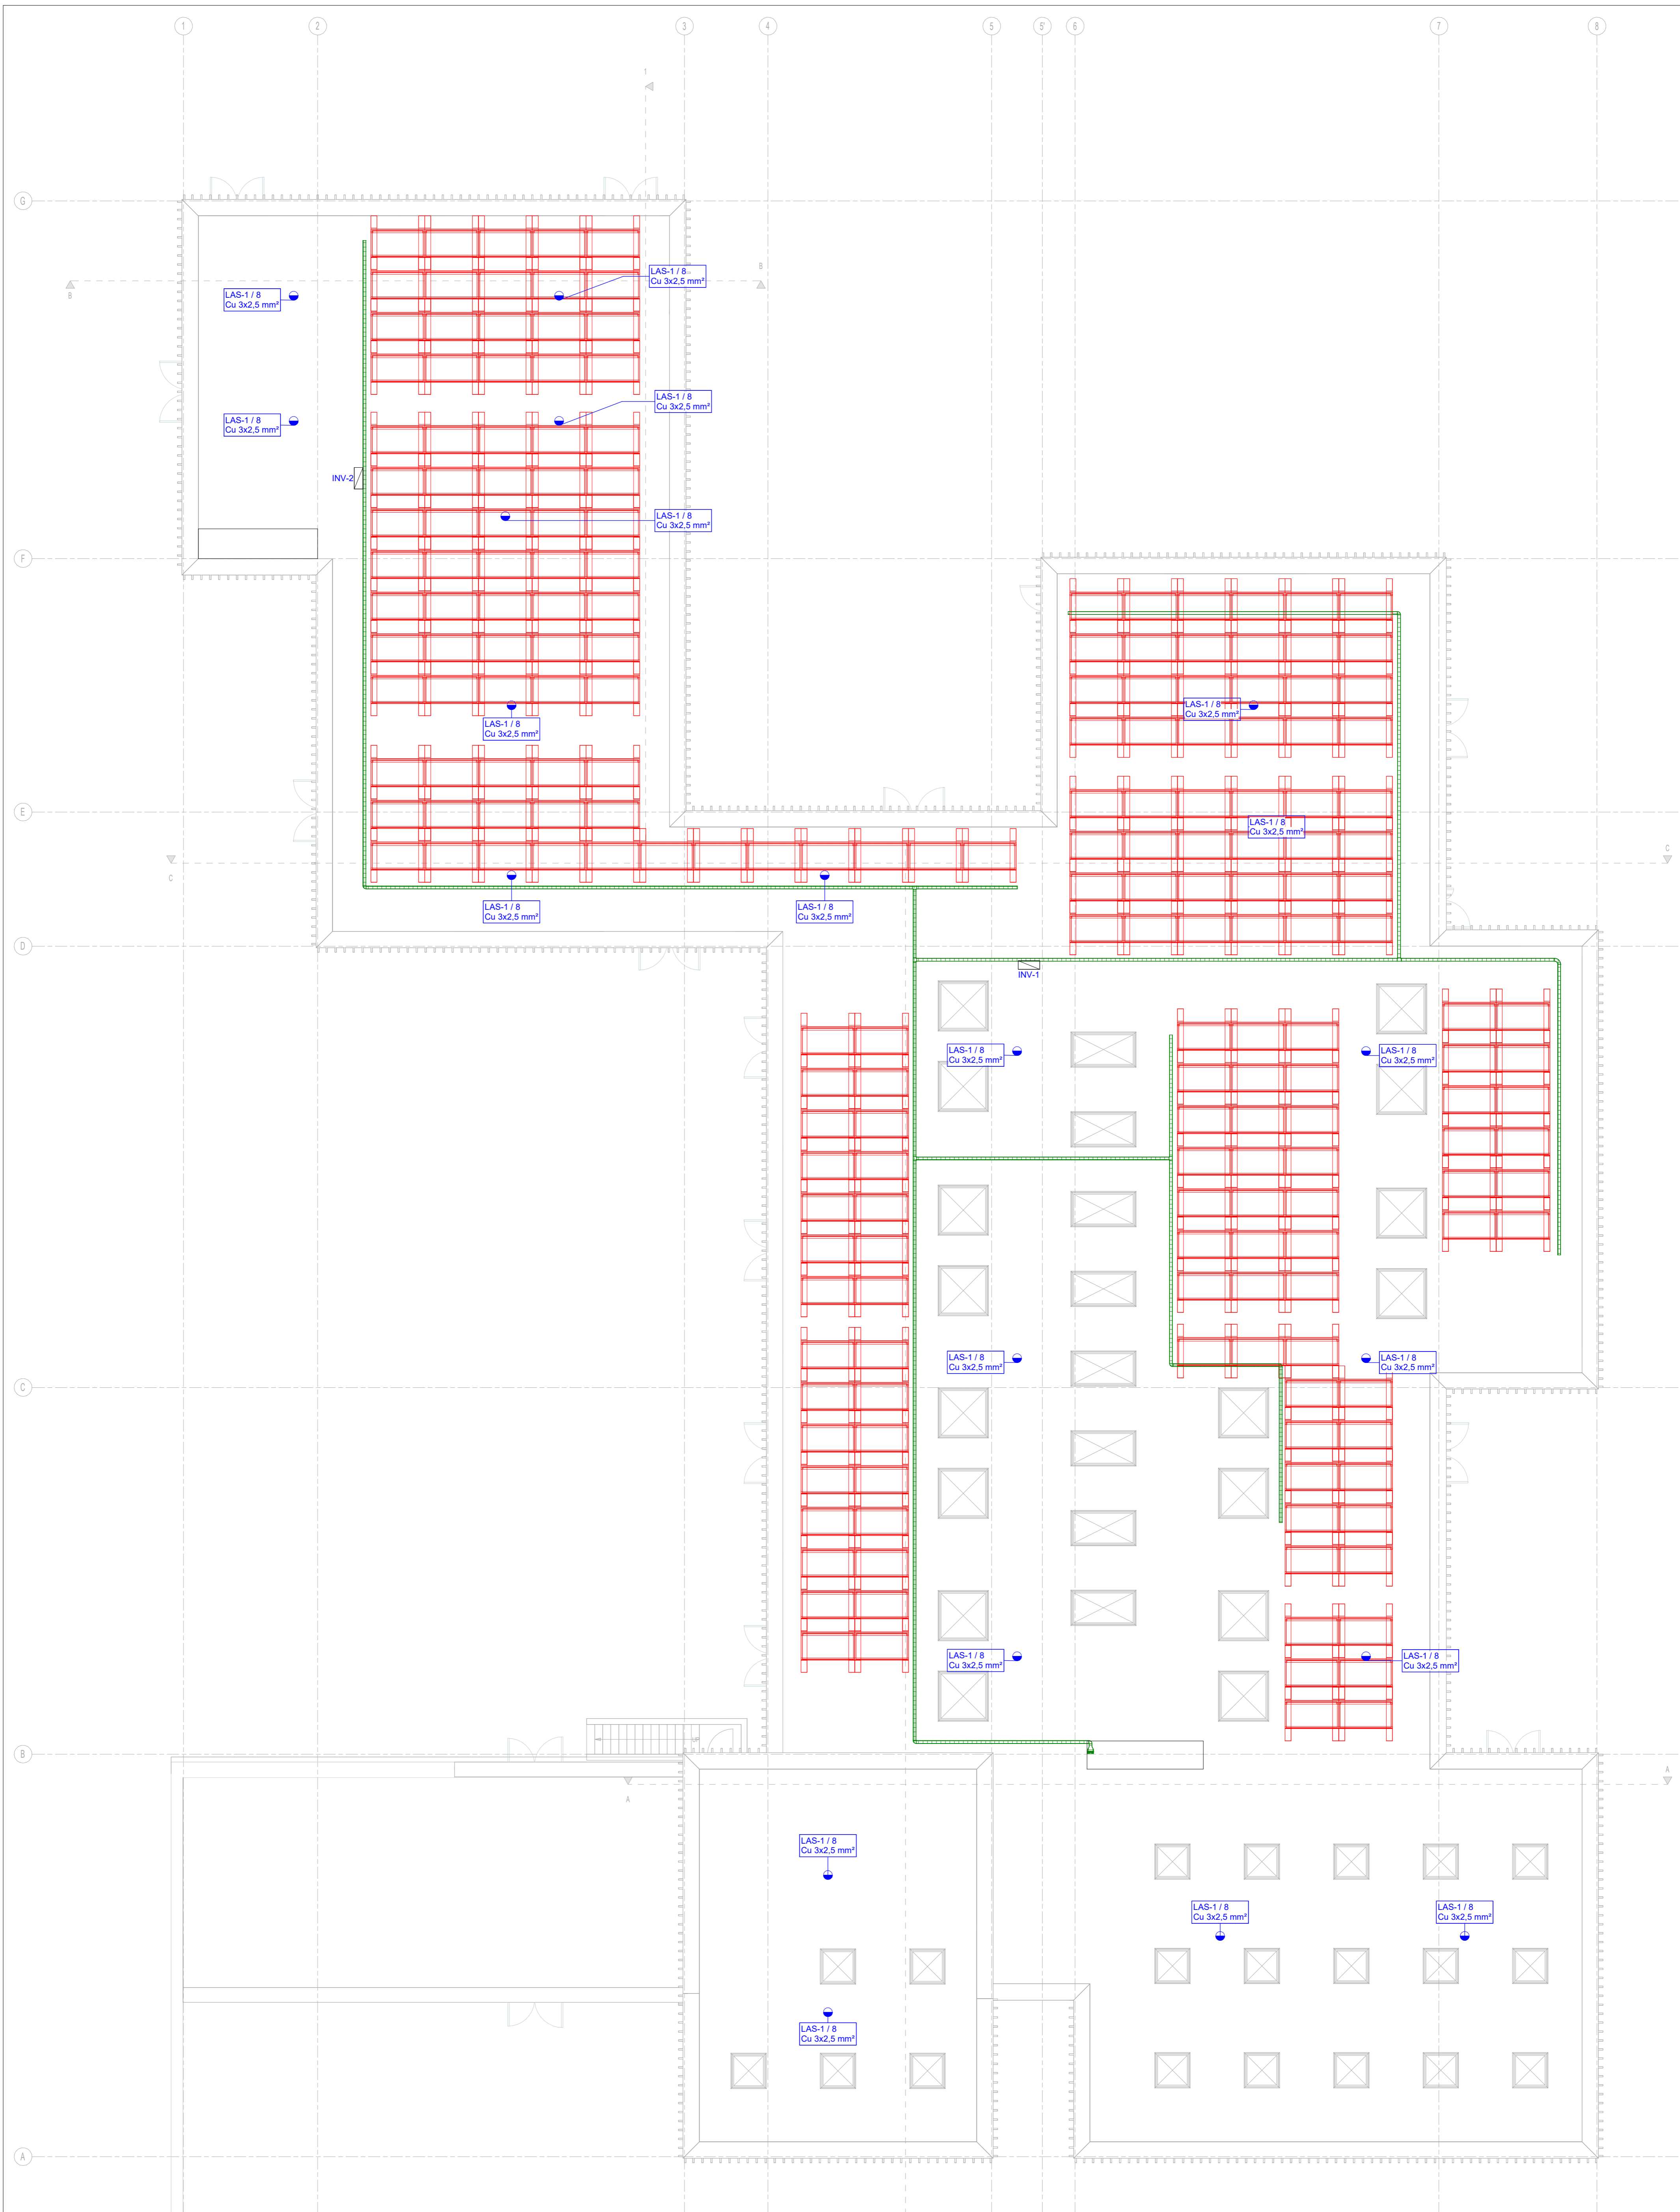 1
2
3
4
5
5'
6
7
8
1
G
B
B
LAS-1 / 8
Cu 3x2,5 mm²
LAS-1 / 8
Cu 3x2,5 mm²
LAS-1 / 8
Cu 3x2,5 mm²
LAS-1 / 8
Cu 3x2,5 mm²
INV-2
LAS-1 / 8
Cu 3x2,5 mm²
F
LAS-1 / 8
Cu 3x2,5 mm²
LAS-1 / 8
Cu 3x2,5 mm²
E
LAS-1 / 8
Cu 3x2,5 mm²
C
C
LAS-1 / 8
Cu 3x2,5 mm²
LAS-1 / 8
Cu 3x2,5 mm²
D
INV-1
LAS-1 / 8
Cu 3x2,5 mm²
LAS-1 / 8
Cu 3x2,5 mm²
LAS-1 / 8
Cu 3x2,5 mm²
LAS-1 / 8
Cu 3x2,5 mm²
C
LAS-1 / 8
Cu 3x2,5 mm²
LAS-1 / 8
Cu 3x2,5 mm²
B
A
A
LAS-1 / 8
Cu 3x2,5 mm²
LAS-1 / 8
Cu 3x2,5 mm²
LAS-1 / 8
Cu 3x2,5 mm²
LAS-1 / 8
Cu 3x2,5 mm²
A